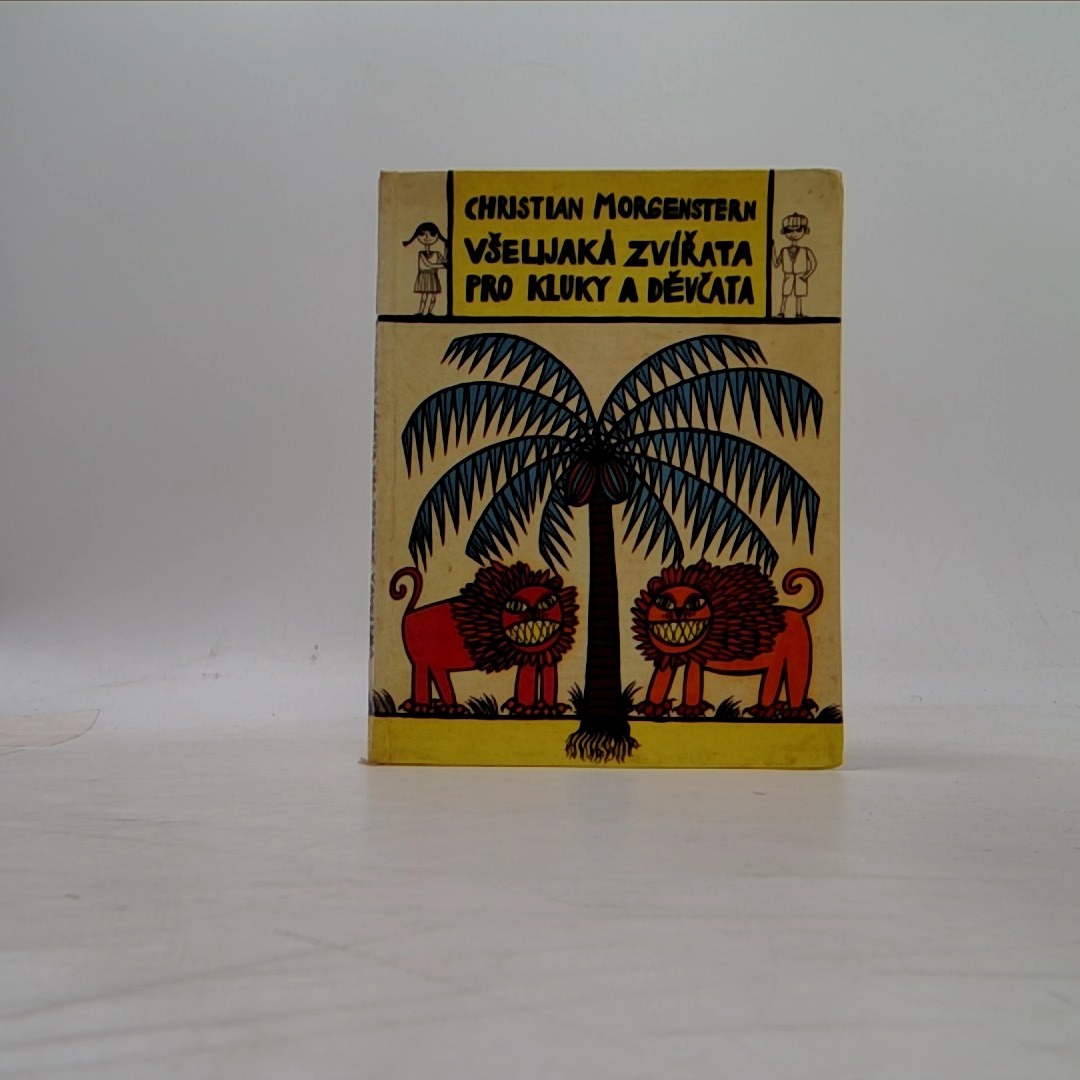 CHRISTIAN MORGENSTERN
VŠELIJAKÁ ZVÍŘATA
PRO KLUKY A DĚVČATA